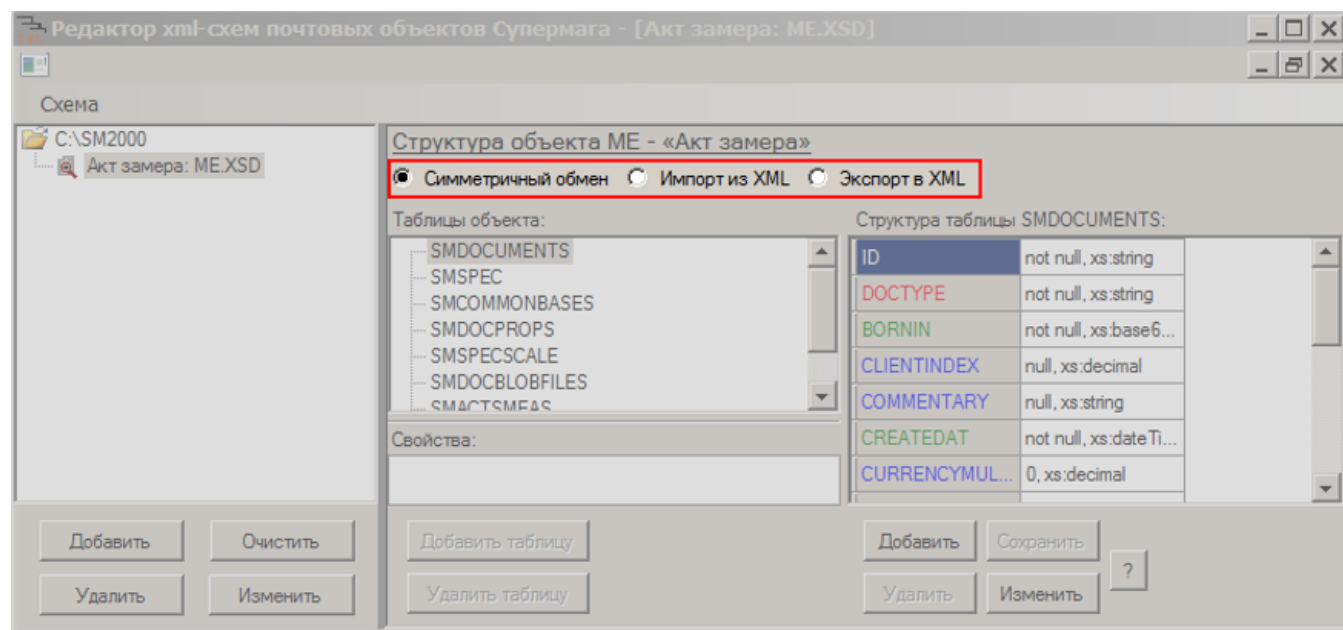 Редактор xml-схем почтовых объектов Супермага - [Акт замера: ME.XSD]
Схема
C:\SM2000
Акт замера: ME.XSD
Структура объекта ME - «Акт замера»
Симметричный обмен Импорт из XML Экспорт в XML
Таблицы объекта:
SMDOCUMENTS
SMSPEC
SMCOMMONBASES
SMDOCPROPS
SMSPECSCALE
SMDOCBLOBFILES
SMACTSMEAS
Свойства:
Структура таблицы SMDOCUMENTS:
ID not null, xs:string
DOCTYPE not null, xs:string
BORNIN not null, xs:base6...
CLIENTINDEX null, xs:decimal
COMMENTARY null, xs:string
CREATEDAT not null, xs:dateTi...
CURRENCYMUL... 0, xs:decimal
Добавить Очистить Добавить таблицу Добавить Сохранить
?
Удалить Изменить Удалить таблицу Удалить Изменить